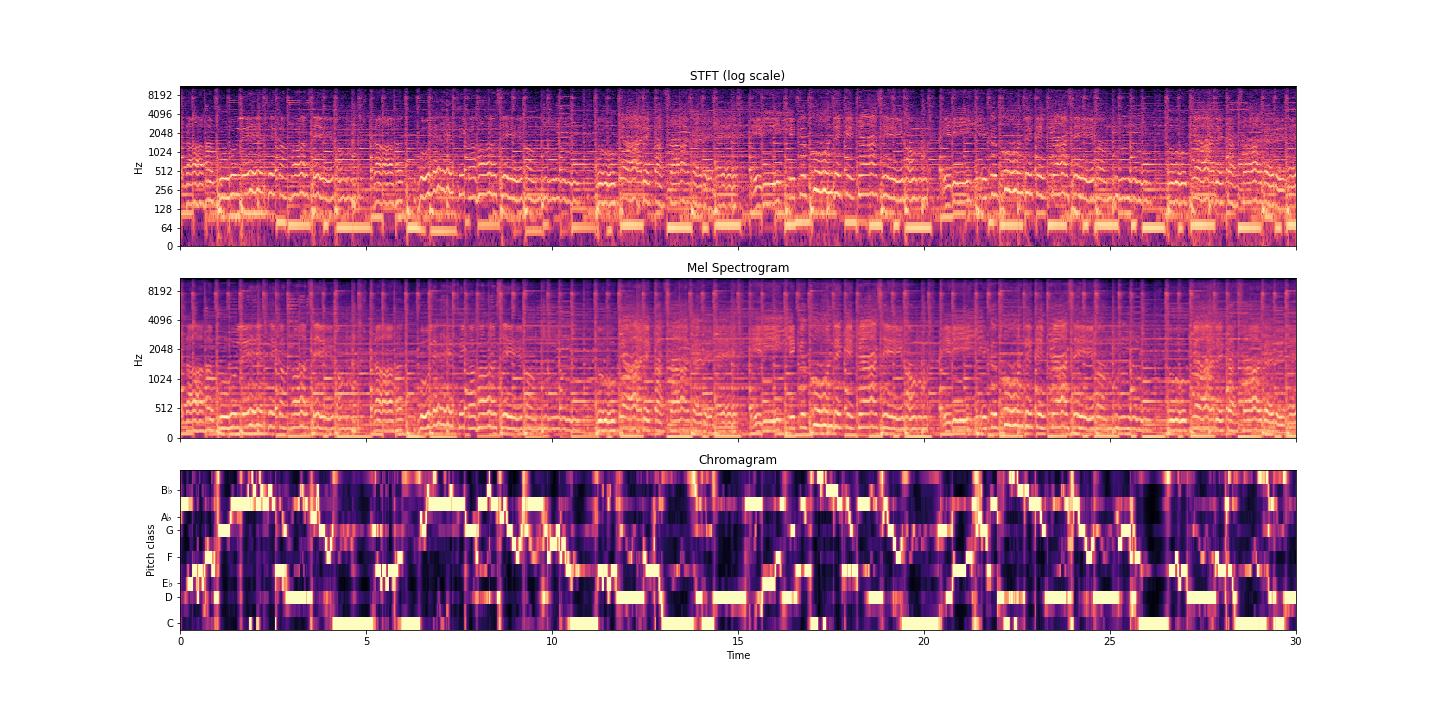 STFT (log scale)
Hz
8192
4096
2048
1024
512
256
128
64
0
Mel Spectrogram
Hz
8192
4096
2048
1024
512
0
Chromagram
Pitch class
B♭
A♭
G
F
E♭
D
C
0 5 10 15 20 25 30
Time